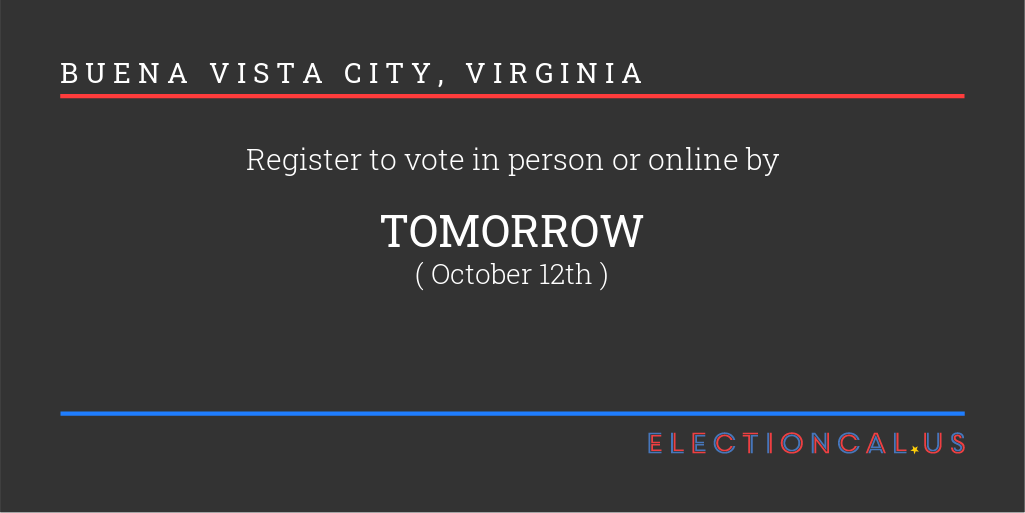 BUENA VISTA CITY, VIRGINIA
Register to vote in person or online by
TOMORROW
( October 12th )
ELECTIONCAL.US